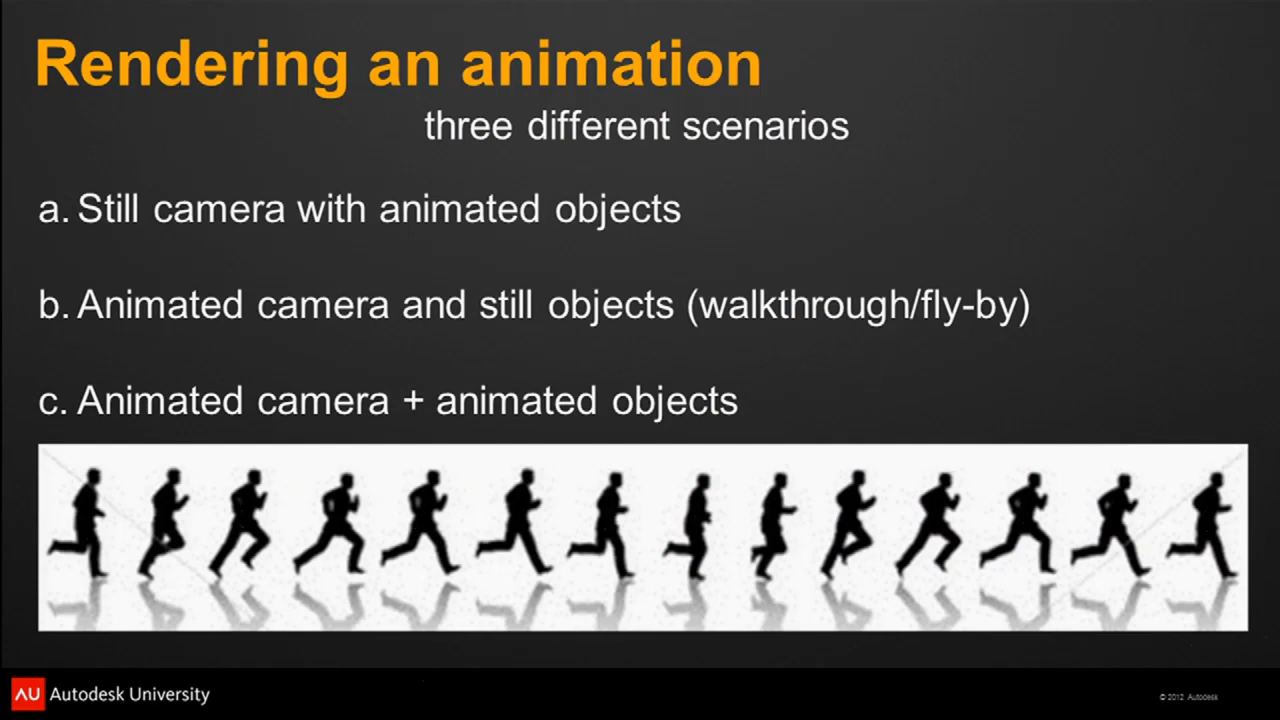 Rendering an animation
three different scenarios
a. Still camera with animated objects
b. Animated camera and still objects (walkthrough/fly-by)
c. Animated camera + animated objects
AU Autodesk University
© 2012 Autodesk